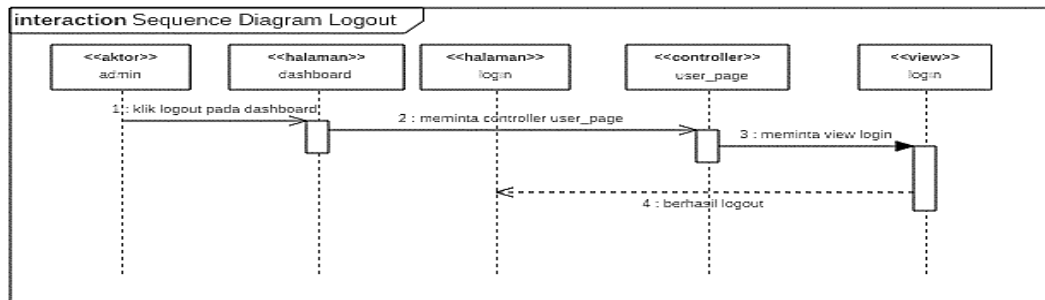 interaction Sequence Diagram Logout
<<aktor>>
admin
<<halaman>>
dashboard
<<halaman>>
login
<<controller>>
user_page
<<view>>
login
1 : klik logout pada dashboard
2 : meminta controller user_page
3 : meminta view login
4 : berhasil logout